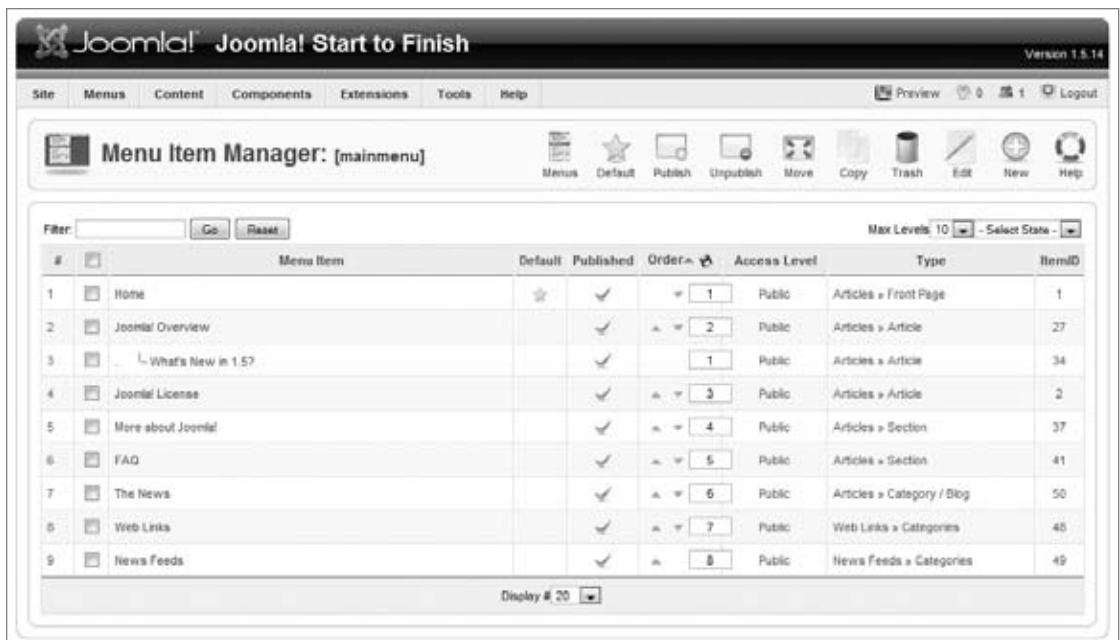 Joomla! Joomla! Start to Finish
Version 1.5.14
Site Menus Content Components Extensions Tools Help Preview 0 1 Logout
Menu Item Manager: [mainmenu]
Menus Default Publish Unpublish Move Copy Trash Edit New Help
Filter: Go Reset Max Levels 10 - Select State -
# Menu Item Default Published Order Access Level Type ItemID
1 Home 1 Public Articles » Front Page 1
2 Joomla! Overview 2 Public Articles » Article 27
3 . What's New in 1.5? 1 Public Articles » Article 34
4 Joomla! License 3 Public Articles » Article 2
5 More about Joomla! 4 Public Articles » Section 37
6 FAQ 5 Public Articles » Section 41
7 The News 6 Public Articles » Category / Blog 50
8 Web Links 7 Public Web Links » Categories 48
9 News Feeds 8 Public News Feeds » Categories 49
Display # 20